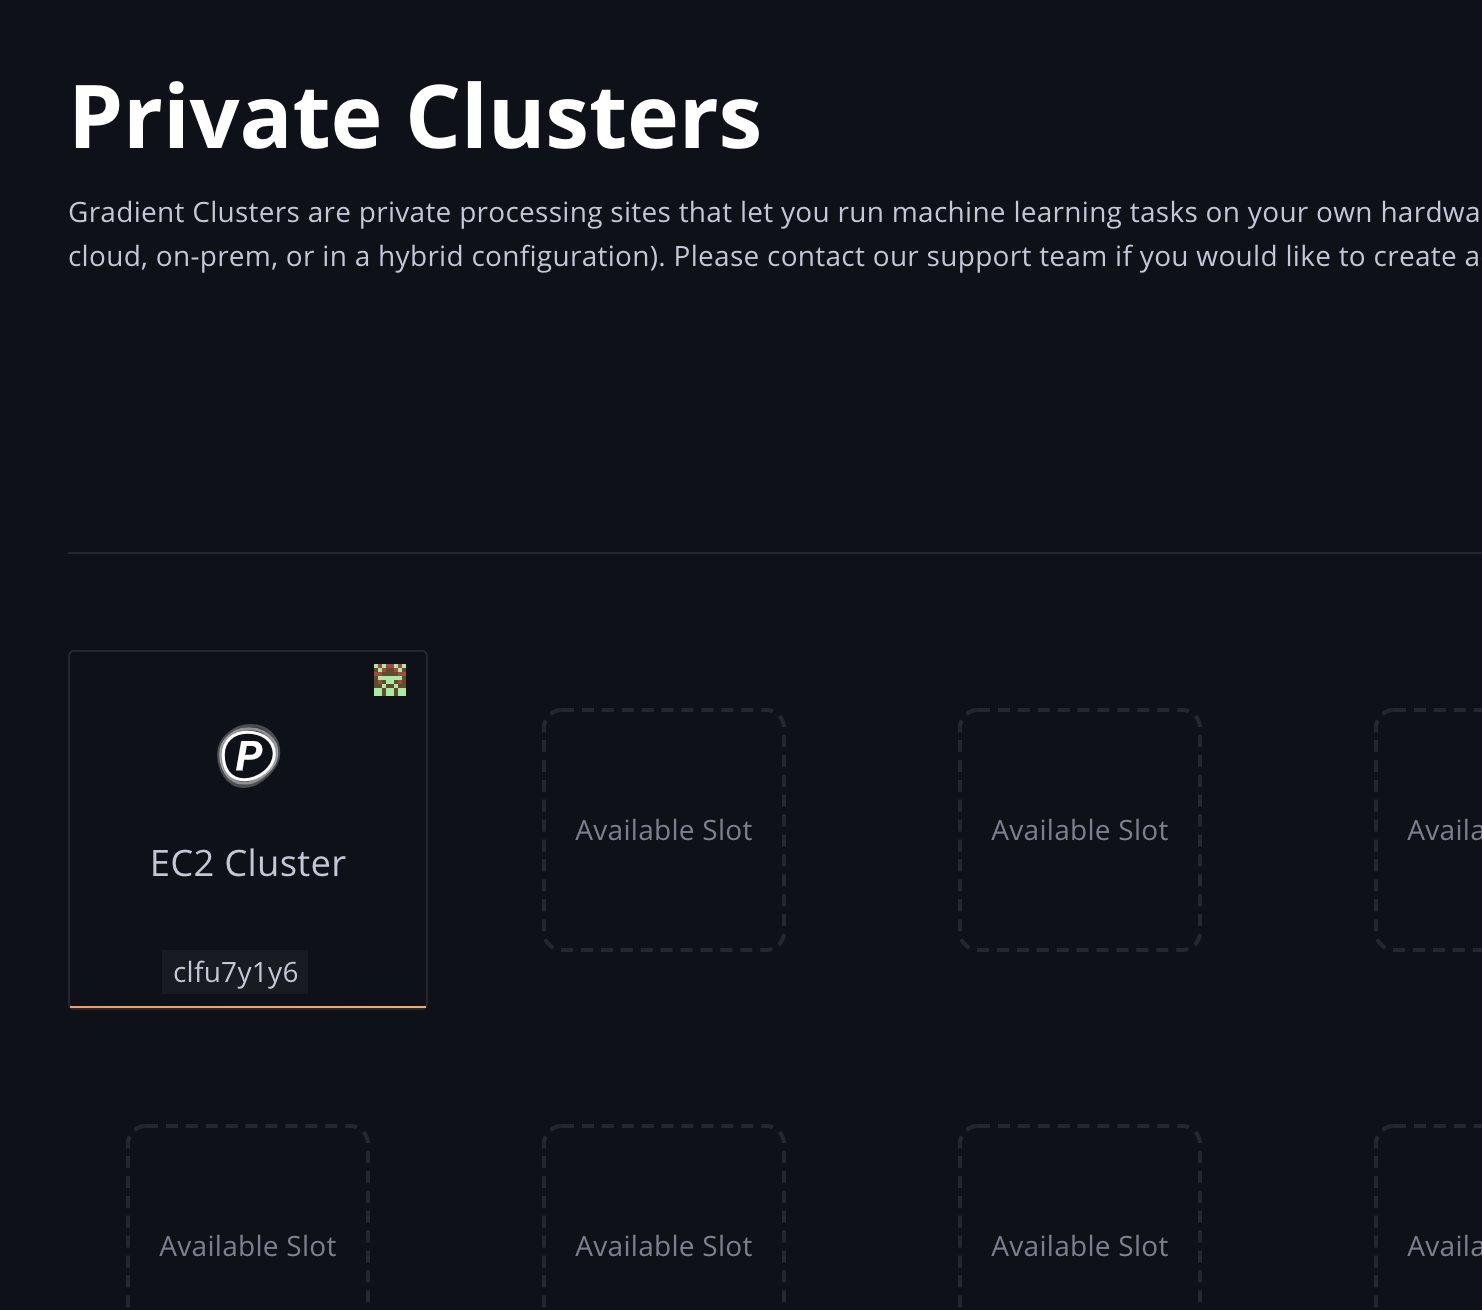 Private Clusters
Gradient Clusters are private processing sites that let you run machine learning tasks on your own hardwa
cloud, on-prem, or in a hybrid configuration). Please contact our support team if you would like to create a
P
EC2 Cluster
clfu7y1y6
Available Slot
Available Slot
Availa
Available Slot
Available Slot
Available Slot
Availa